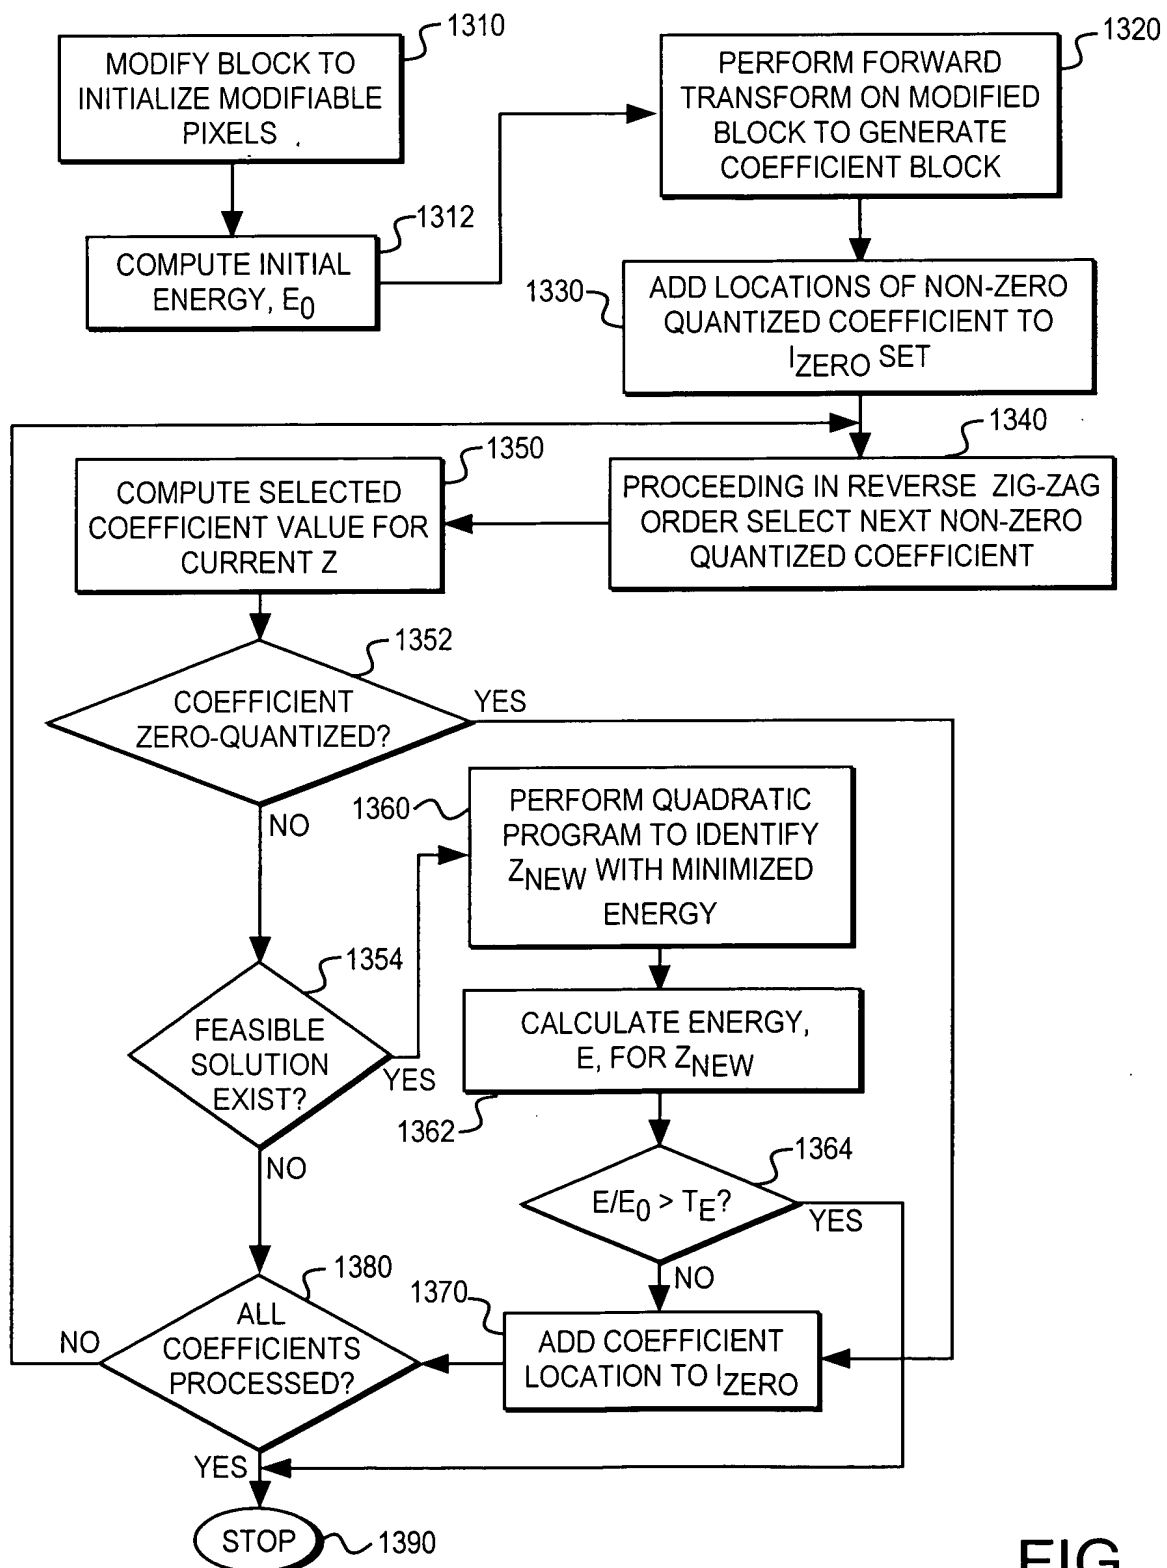 1310
MODIFY BLOCK TO
INITIALIZE MODIFIABLE
PIXELS
1312
COMPUTE INITIAL
ENERGY, E0
1320
PERFORM FORWARD
TRANSFORM ON MODIFIED
BLOCK TO GENERATE
COEFFICIENT BLOCK
1330
ADD LOCATIONS OF NON-ZERO
QUANTIZED COEFFICIENT TO
IZERO SET
1340
PROCEEDING IN REVERSE ZIG-ZAG
ORDER SELECT NEXT NON-ZERO
QUANTIZED COEFFICIENT
1350
COMPUTE SELECTED
COEFFICIENT VALUE FOR
CURRENT Z
1352
COEFFICIENT
ZERO-QUANTIZED?
YES
NO
1354
FEASIBLE
SOLUTION
EXIST?
YES
NO
1360
PERFORM QUADRATIC
PROGRAM TO IDENTIFY
ZNEW WITH MINIMIZED
ENERGY
CALCULATE ENERGY,
E, FOR ZNEW
1362
1364
E/E0 > TE?
YES
NO
1370
ADD COEFFICIENT
LOCATION TO IZERO
1380
ALL
COEFFICIENTS
PROCESSED?
NO
YES
STOP
1390
FIG